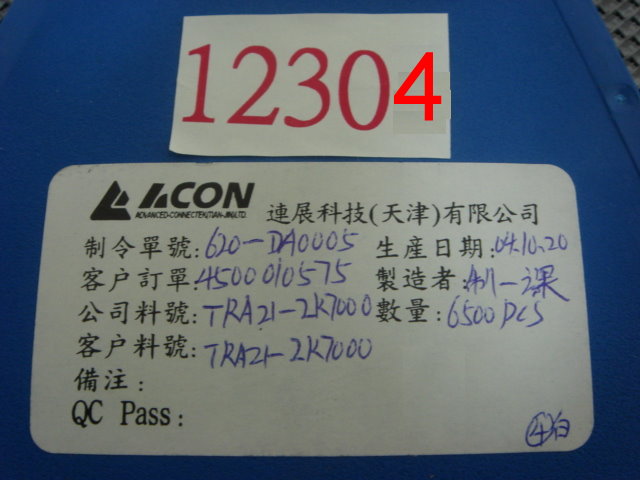 12304
ACON
ADVANCED-CONNECTEK(TIAN-JIN)LTD.
連展科技(天津)有限公司
制令單號:620-DA0005 生産日期:04.10.20
客户訂單:4500010575 製造者:制一课
公司料號:TRA21-2K7000 數量:6500PCS
客户料號:TRA21-2K7000
備注:
QC Pass:
④